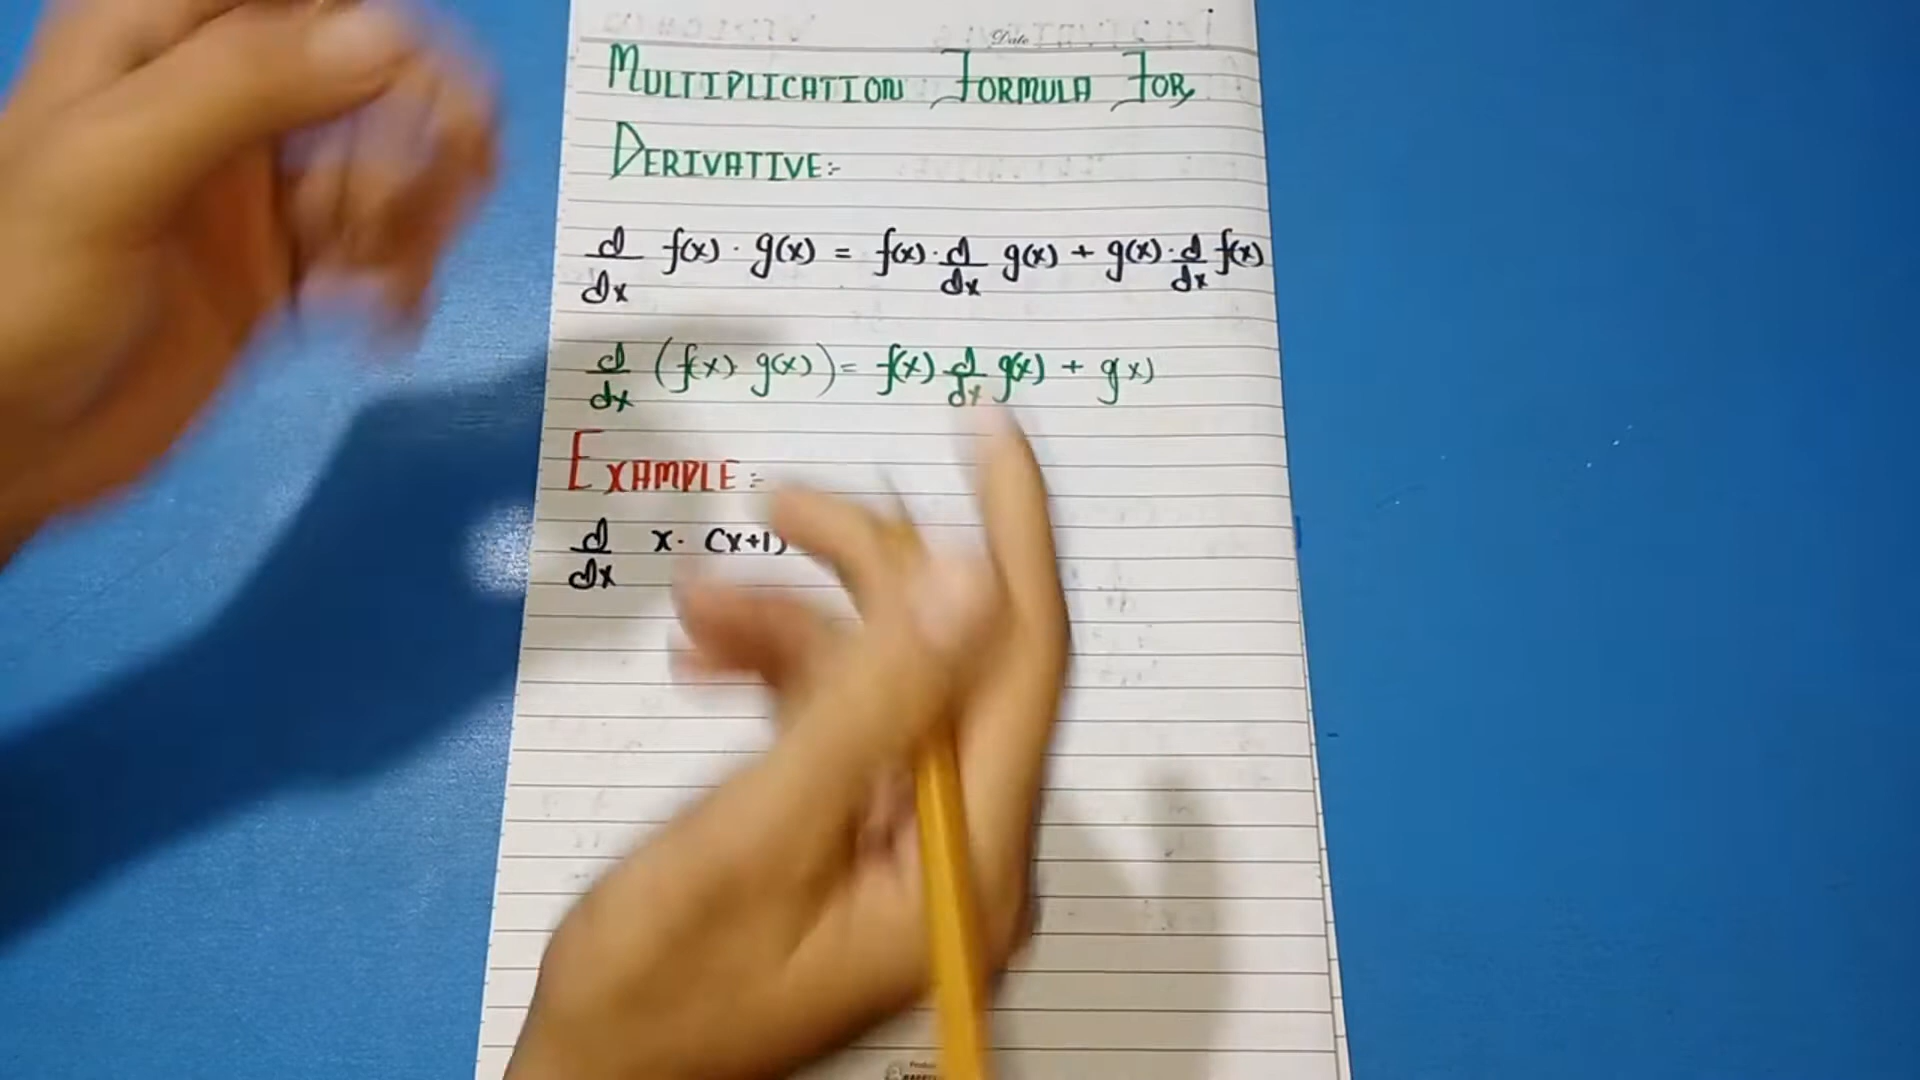 Date
MULTIPLICATION FORMULA FOR
DERIVATIVE:-
d/dx f(x) · g(x) = f(x) · d/dx g(x) + g(x) · d/dx f(x)
d/dx (f(x) · g(x)) = f(x) d/dx g(x) + g(x)
EXAMPLE:-
d/dx x · (x+1)